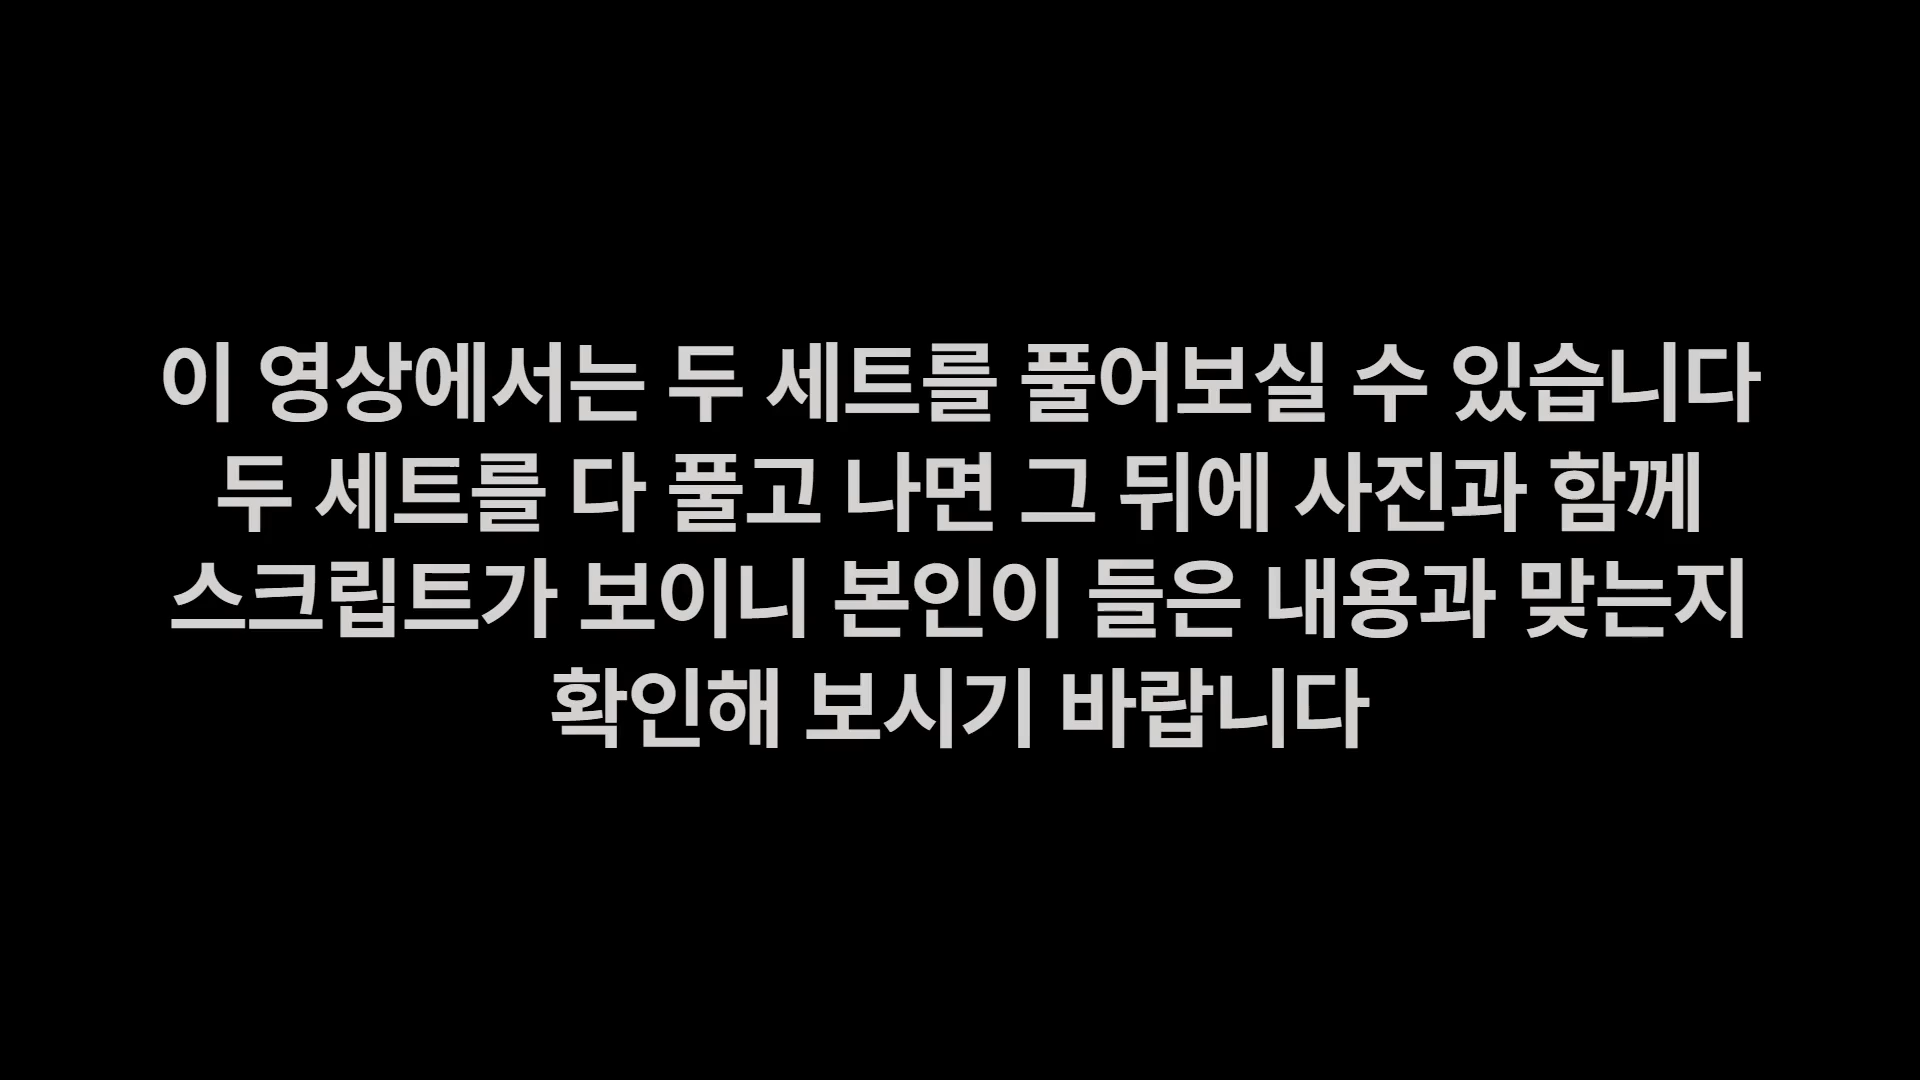 이 영상에서는 두 세트를 풀어보실 수 있습니다
두 세트를 다 풀고 나면 그 뒤에 사진과 함께
스크립트가 보이니 본인이 들은 내용과 맞는지
확인해 보시기 바랍니다